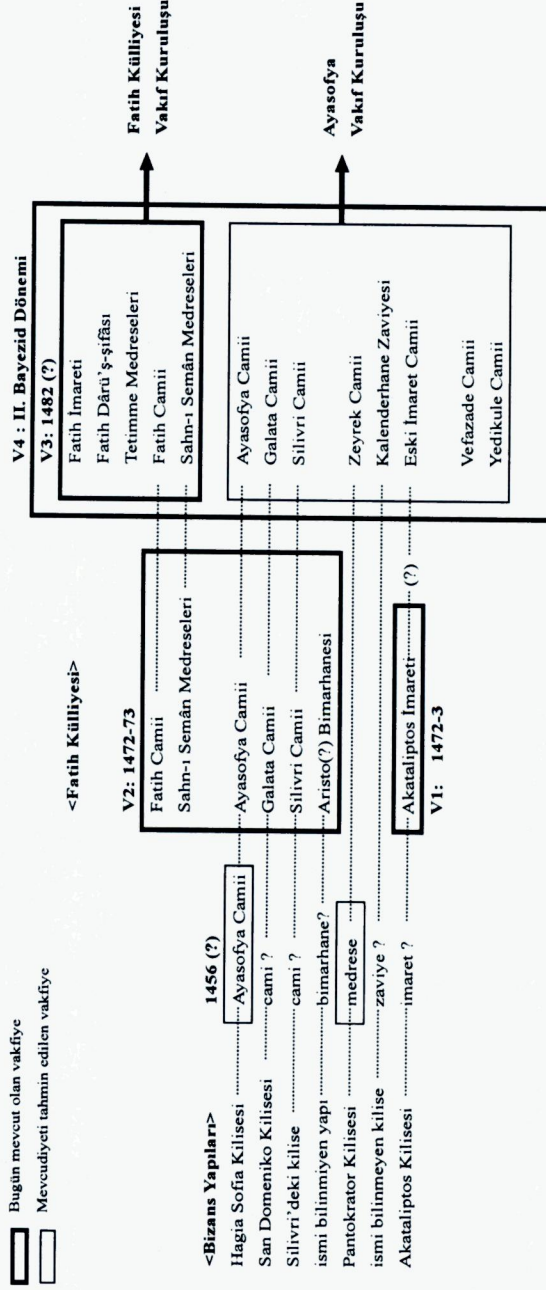 Bugün mevcut olan vakfiye
Mevcudiyeti tahmin edilen vakfiye
<Bizans Yapıları>
Hagia Sofia Kilisesi
San Domeniko Kilisesi
Silivri'deki kilise
ismi bilinmiyen yapı
Pantokrator Kilisesi
ismi bilinmeyen kilise
Akataliptos Kilisesi
1456 (?)
Ayasofya Camii
cami ?
cami ?
bimarhane?
medrese
zaviye ?
imaret ?
<Fatih Külliyesi>
V2: 1472-73
Fatih Camii
Sahn-ı Semân Medreseleri
Ayasofya Camii
Galata Camii
Silivri Camii
Aristo(?) Bimarhanesi
Akataliptos İmareti
(?)
V1: 1472-3
V4 : II. Bayezid Dönemi
V3: 1482 (?)
Fatih İmareti
Fatih Dârü'ş-şifâsı
Tetimme Medreseleri
Fatih Camii
Sahn-ı Semân Medreseleri
Ayasofya Camii
Galata Camii
Silivri Camii
Zeyrek Camii
Kalenderhane Zaviyesi
Eski İmaret Camii
Vefazade Camii
Yedikule Camii
Fatih Külliyesi
Vakıf Kuruluşu
Ayasofya
Vakıf Kuruluşu